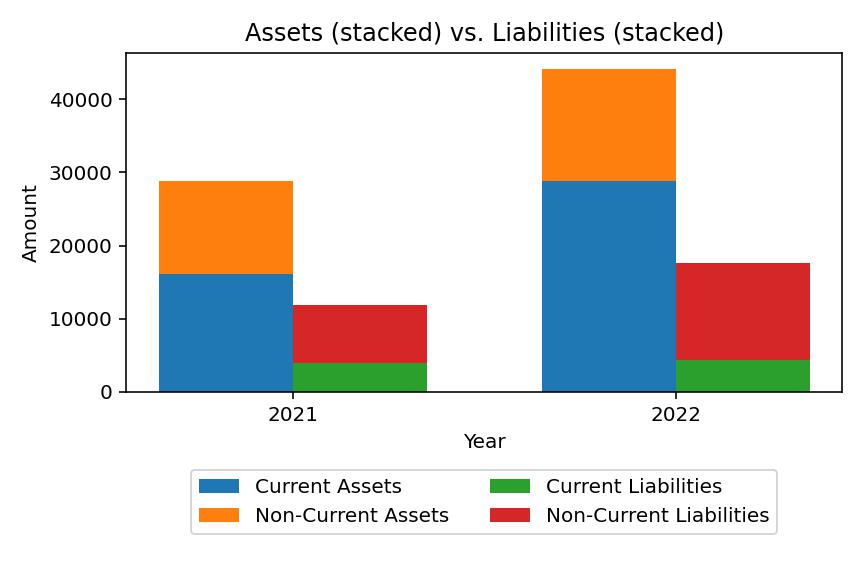 Assets (stacked) vs. Liabilities (stacked)
Amount
40000
30000
20000
10000
0
2021 2022
Year
Current Assets Current Liabilities
Non-Current Assets Non-Current Liabilities